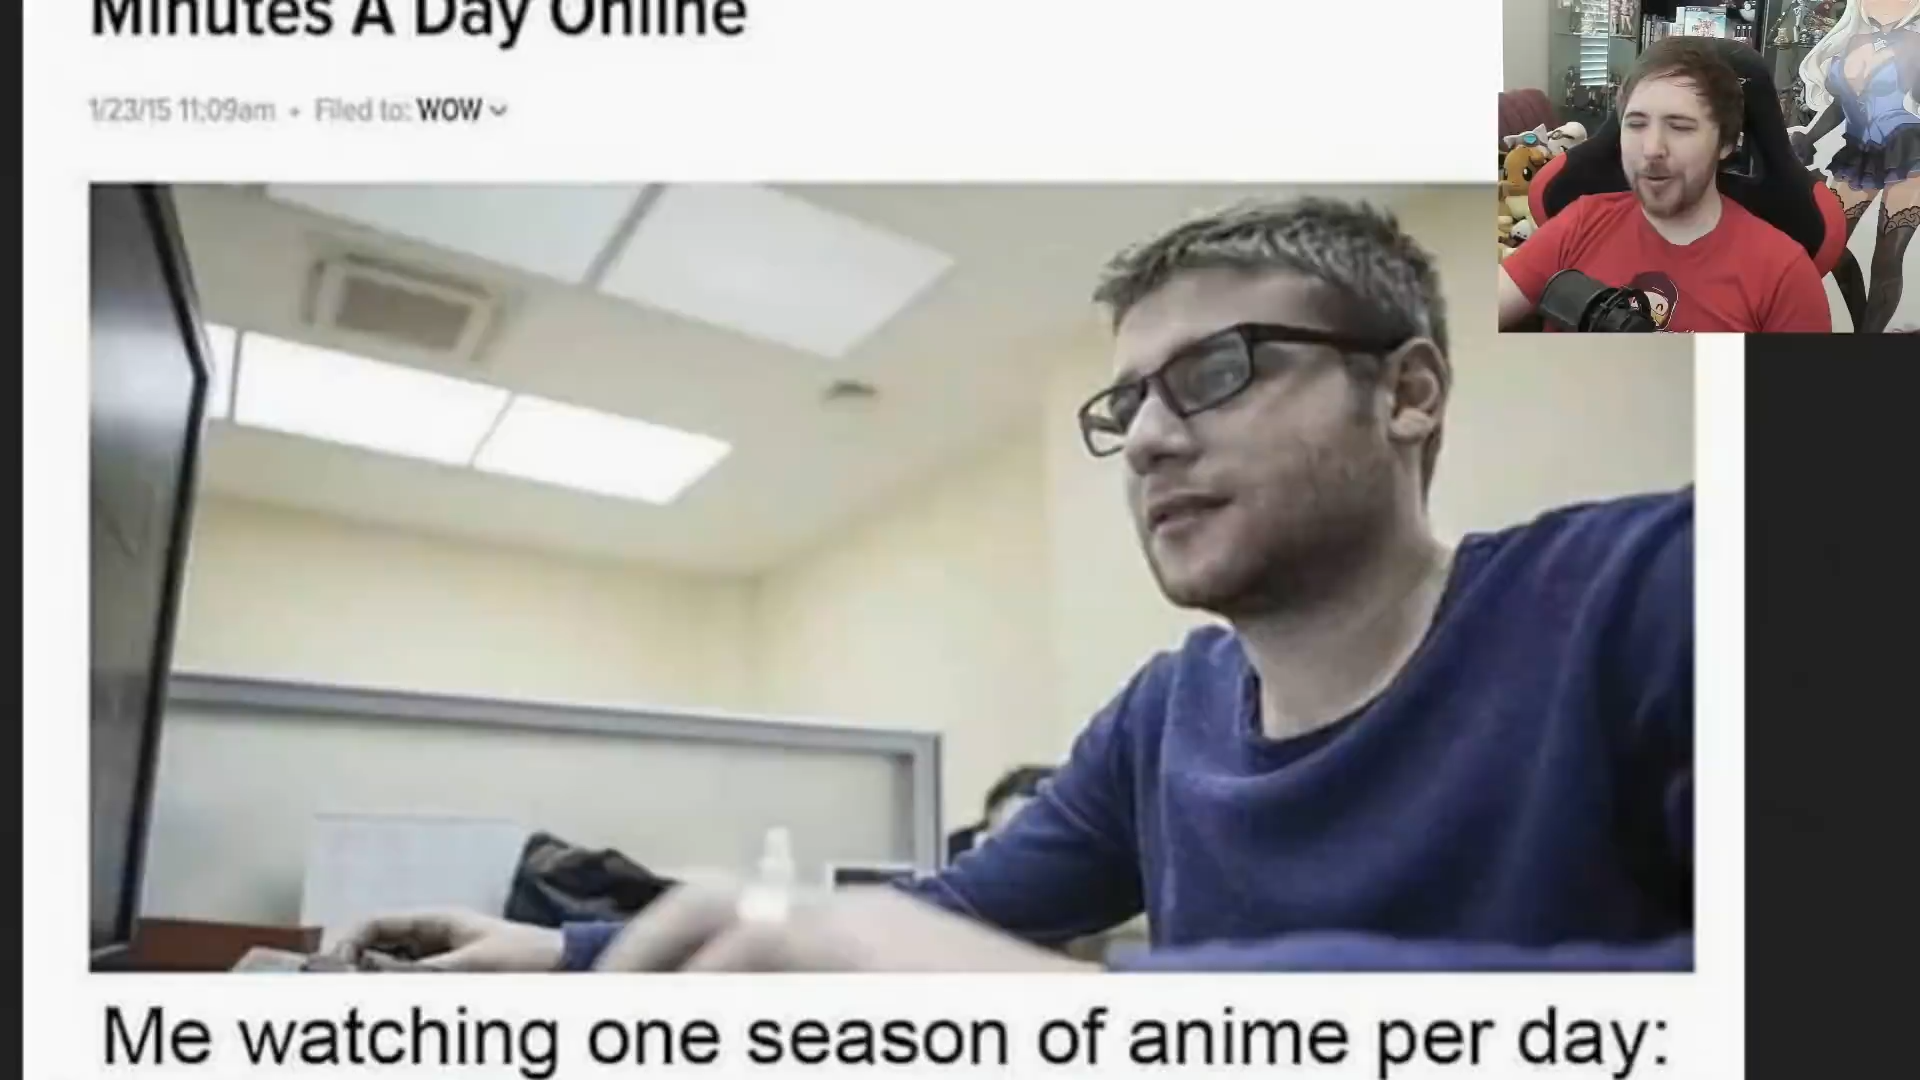 Minutes A Day Online
1/23/15 11:09am • Filed to: WOW
Me watching one season of anime per day: